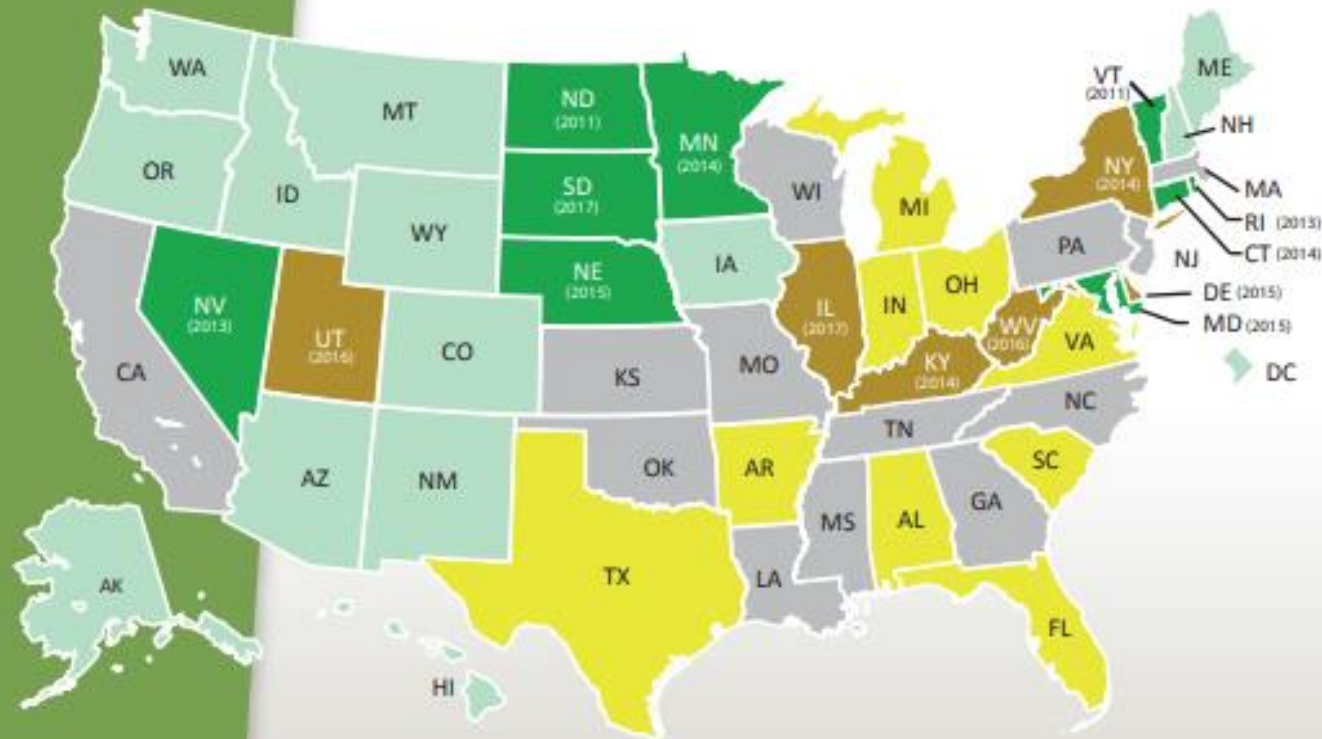 WA
MT
ND
(2011)
MN
(2014)
VT
(2011)
ME
NH
OR
ID
SD
(2017)
WI
NY
(2014)
MA
RI (2013)
CT (2014)
WY
MI
PA
NJ
NE
(2015)
IA
DE (2015)
MD (2015)
NV
(2013)
UT
(2016)
CO
IL
(2017)
IN
OH
WV
(2016)
VA
DC
CA
KS
MO
KY
(2014)
NC
TN
AZ
NM
OK
AR
SC
MS
AL
GA
TX
LA
FL
AK
HI